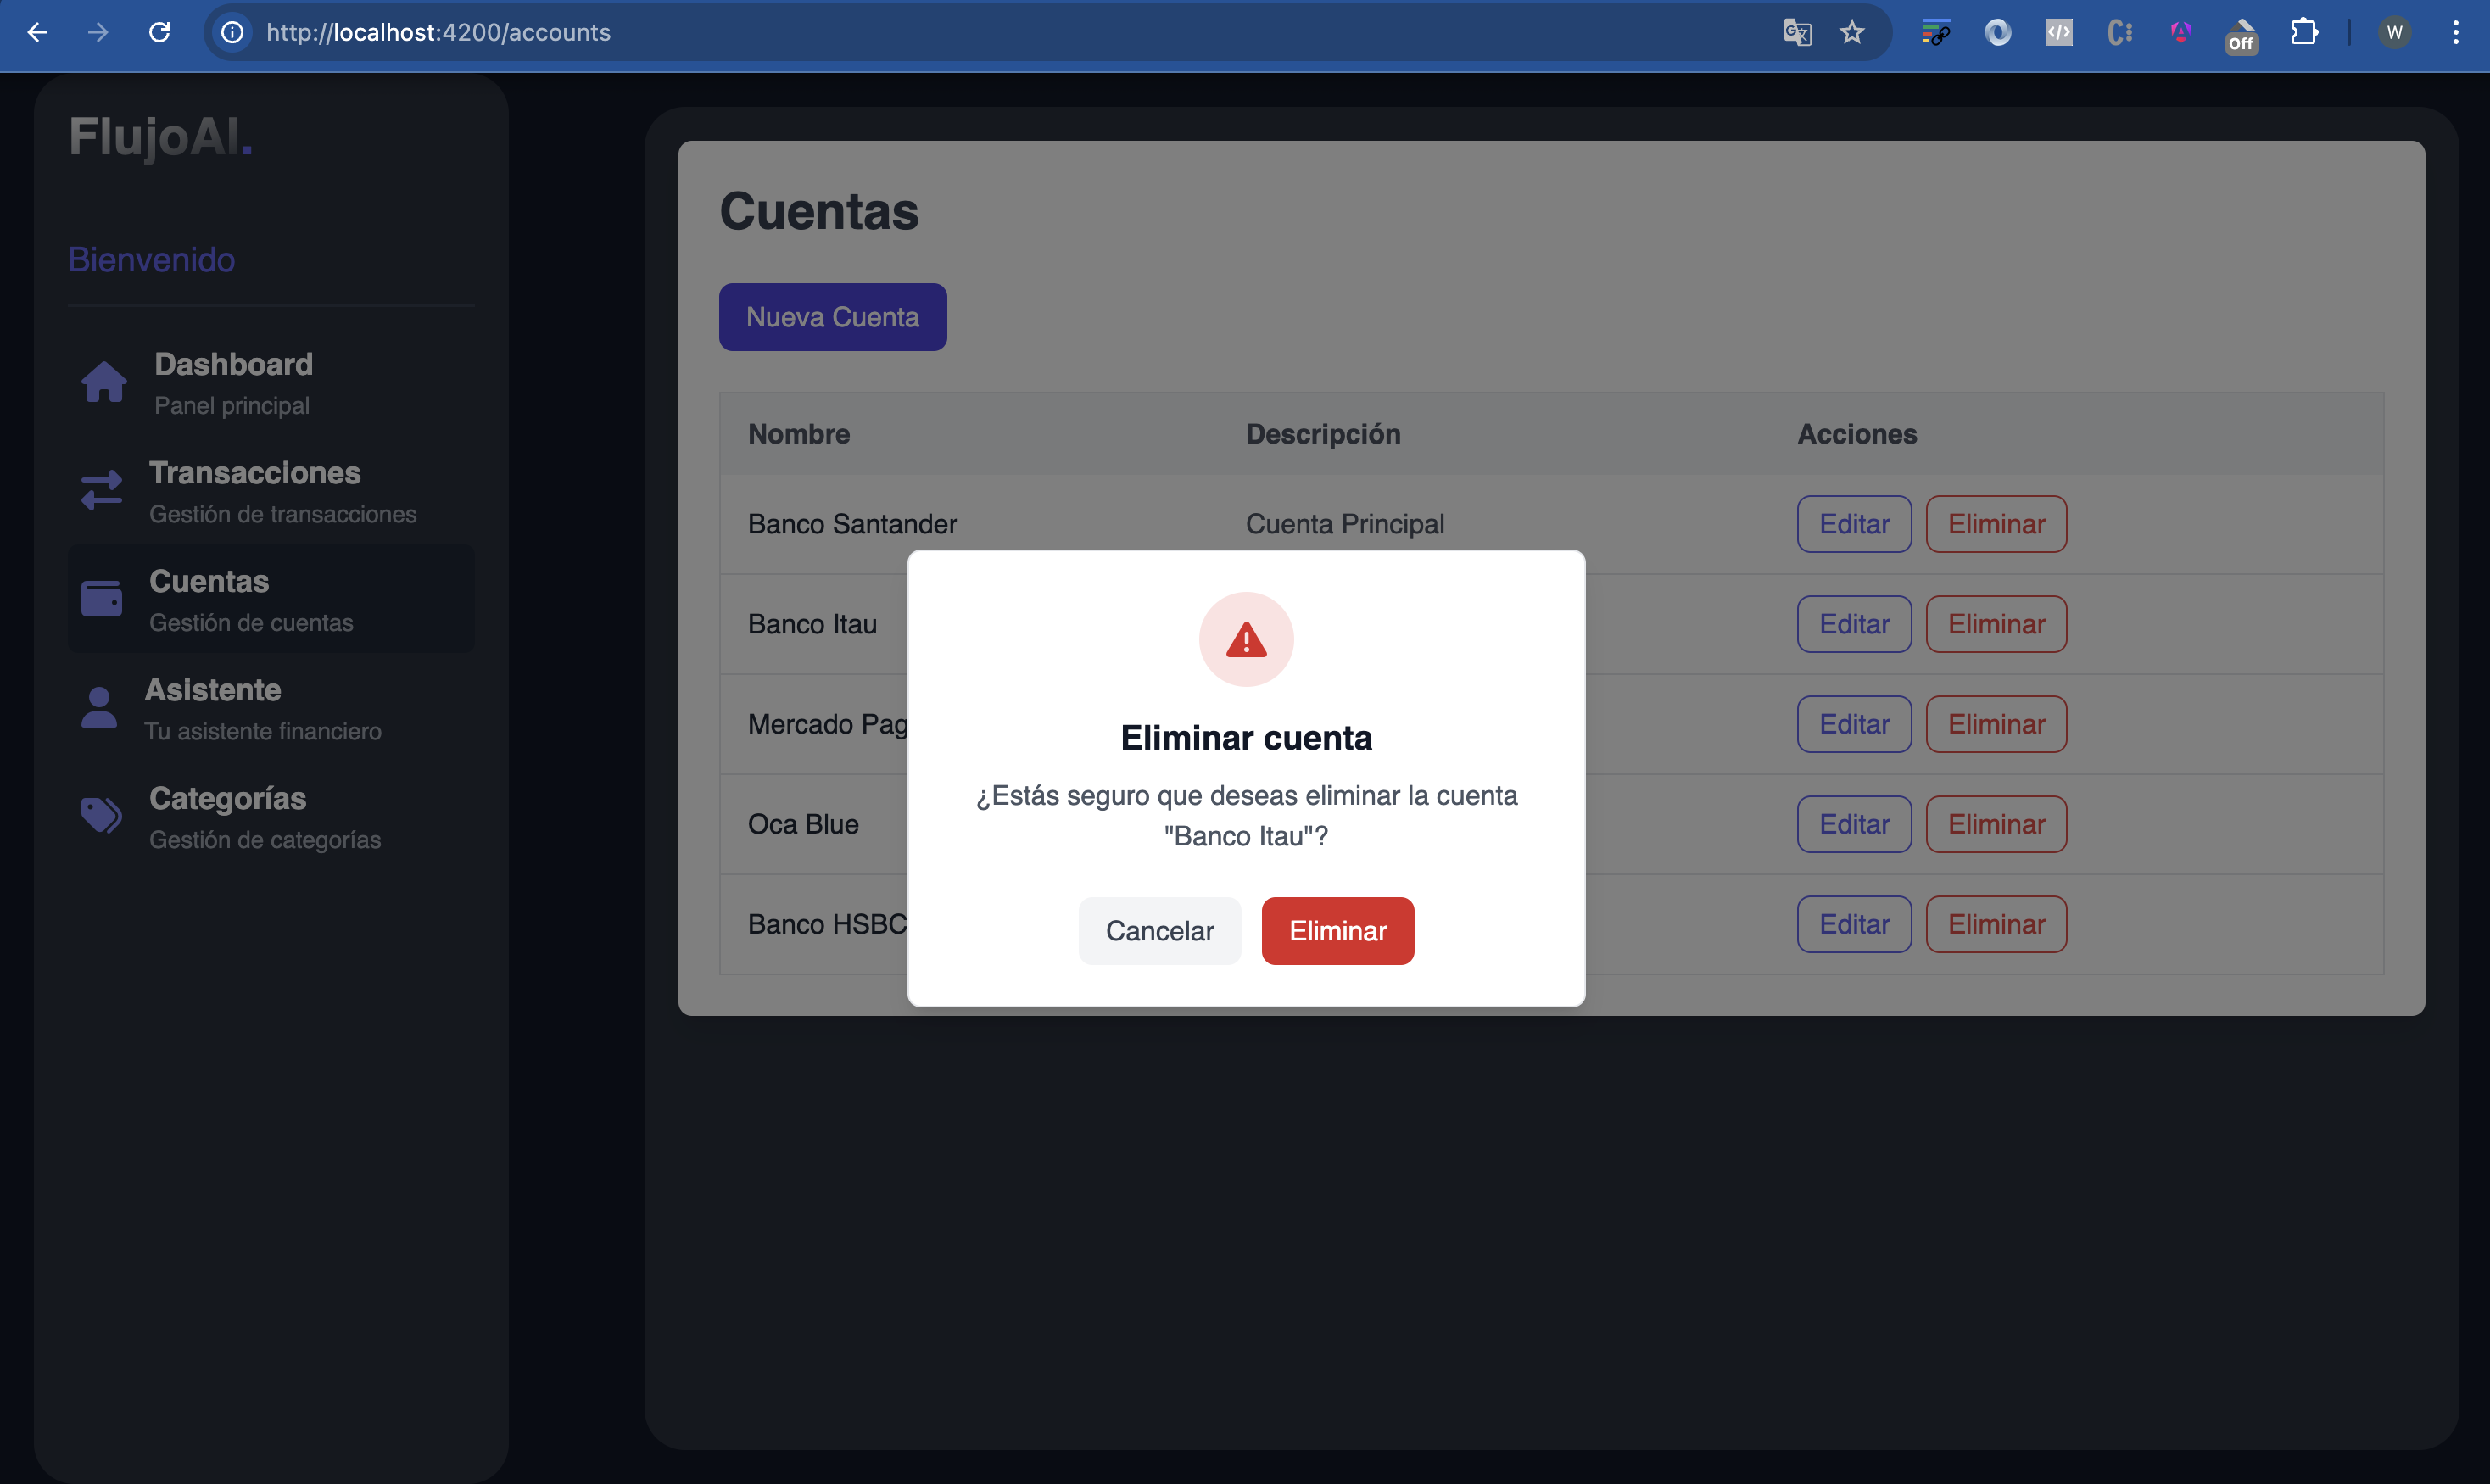 http://localhost:4200/accounts
Off
W
FlujoAI.
Bienvenido
Dashboard
Panel principal
Transacciones
Gestión de transacciones
Cuentas
Gestión de cuentas
Asistente
Tu asistente financiero
Categorías
Gestión de categorías
Cuentas
Nueva Cuenta
Nombre Descripción Acciones
Banco Santander Cuenta Principal Editar Eliminar
Banco Itau Editar Eliminar
Mercado Pag Editar Eliminar
Oca Blue Editar Eliminar
Banco HSBC Editar Eliminar
Eliminar cuenta
¿Estás seguro que deseas eliminar la cuenta
"Banco Itau"?
Cancelar Eliminar